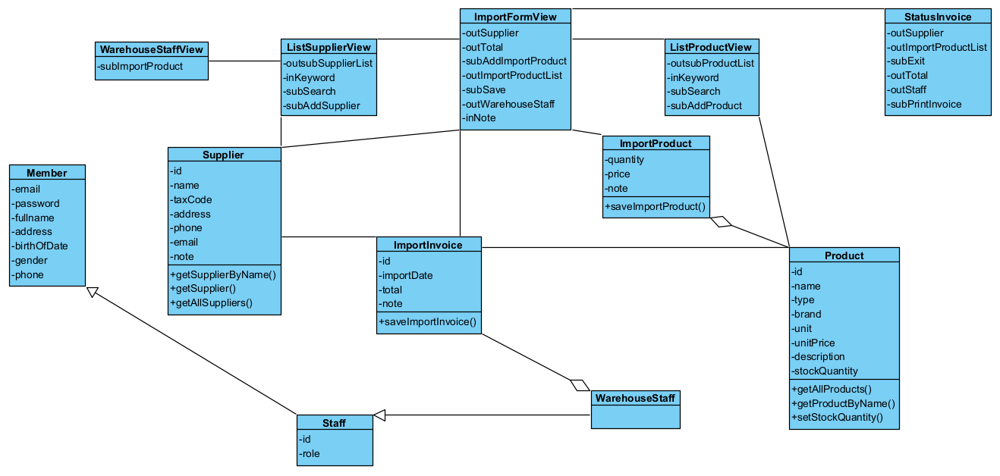 ImportFormView
-outSupplier
-outTotal
-subAddImportProduct
-outImportProductList
-subSave
-outWarehouseStaff
-inNote
StatusInvoice
-outSupplier
-outImportProductList
-subExit
-outTotal
-outStaff
-subPrintInvoice
WarehouseStaffView
-subImportProduct
ListSupplierView
-outsubSupplierList
-inKeyword
-subSearch
-subAddSupplier
ListProductView
-outsubProductList
-inKeyword
-subSearch
-subAddProduct
ImportProduct
-quantity
-price
-note
+saveImportProduct()
Supplier
-id
-name
-taxCode
-address
-phone
-email
-note
+getSupplierByName()
+getSupplier()
+getAllSuppliers()
Member
-email
-password
-fullname
-address
-birthOfDate
-gender
-phone
ImportInvoice
-id
-importDate
-total
-note
+saveImportInvoice()
Product
-id
-name
-type
-brand
-unit
-unitPrice
-description
-stockQuantity
+getAllProducts()
+getProductByName()
+setStockQuantity()
WarehouseStaff
Staff
-id
-role